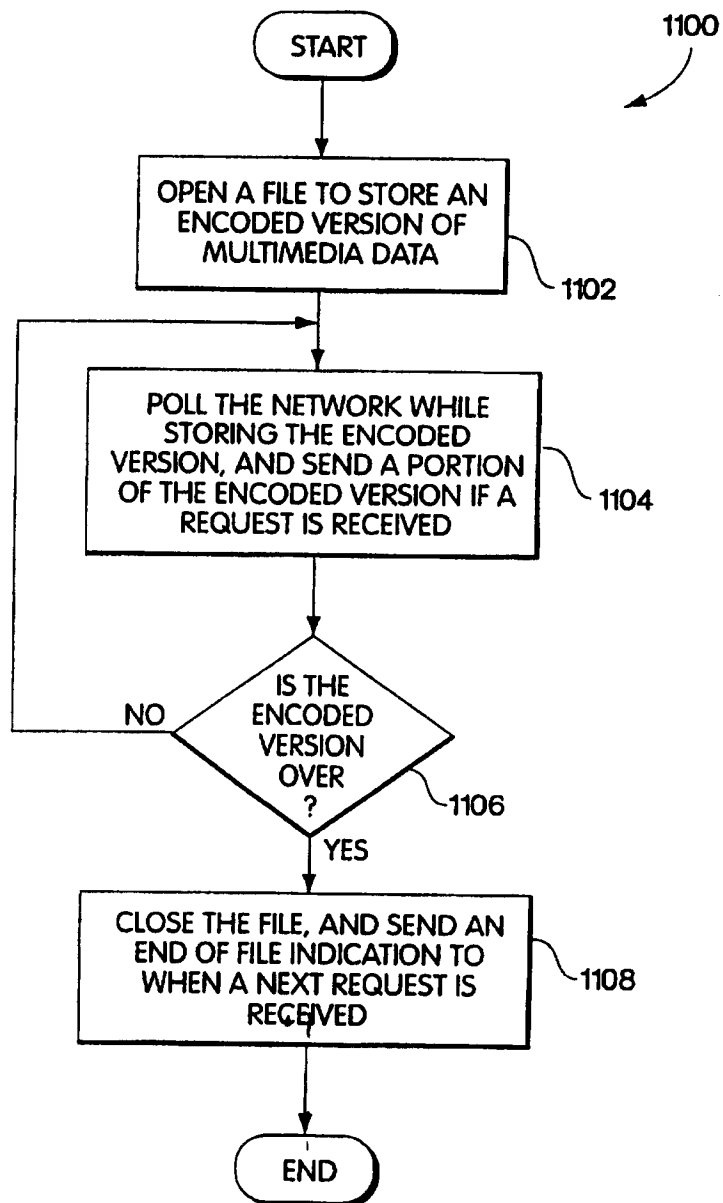 START
1100
OPEN A FILE TO STORE AN
ENCODED VERSION OF
MULTIMEDIA DATA
1102
POLL THE NETWORK WHILE
STORING THE ENCODED
VERSION, AND SEND A PORTION
OF THE ENCODED VERSION IF A
REQUEST IS RECEIVED
1104
IS THE
ENCODED
VERSION
OVER
?
NO
1106
YES
CLOSE THE FILE, AND SEND AN
END OF FILE INDICATION TO
WHEN A NEXT REQUEST IS
RECEIVED
1108
END